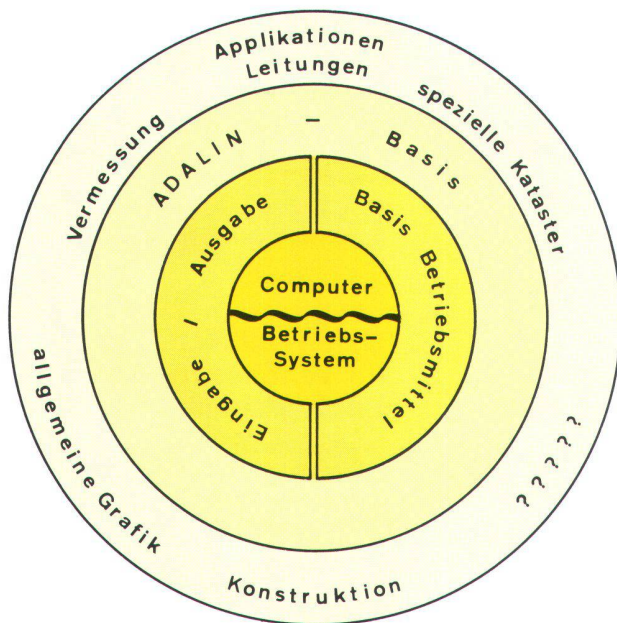 Applikationen
Leitungen
spezielle Kataster
Vermessung
ADALIN - Basis
Eingabe / Ausgabe
Basis Betriebsmittel
Computer
Betriebs-
System
allgemeine Grafik
Konstruktion
? ? ? ? ?